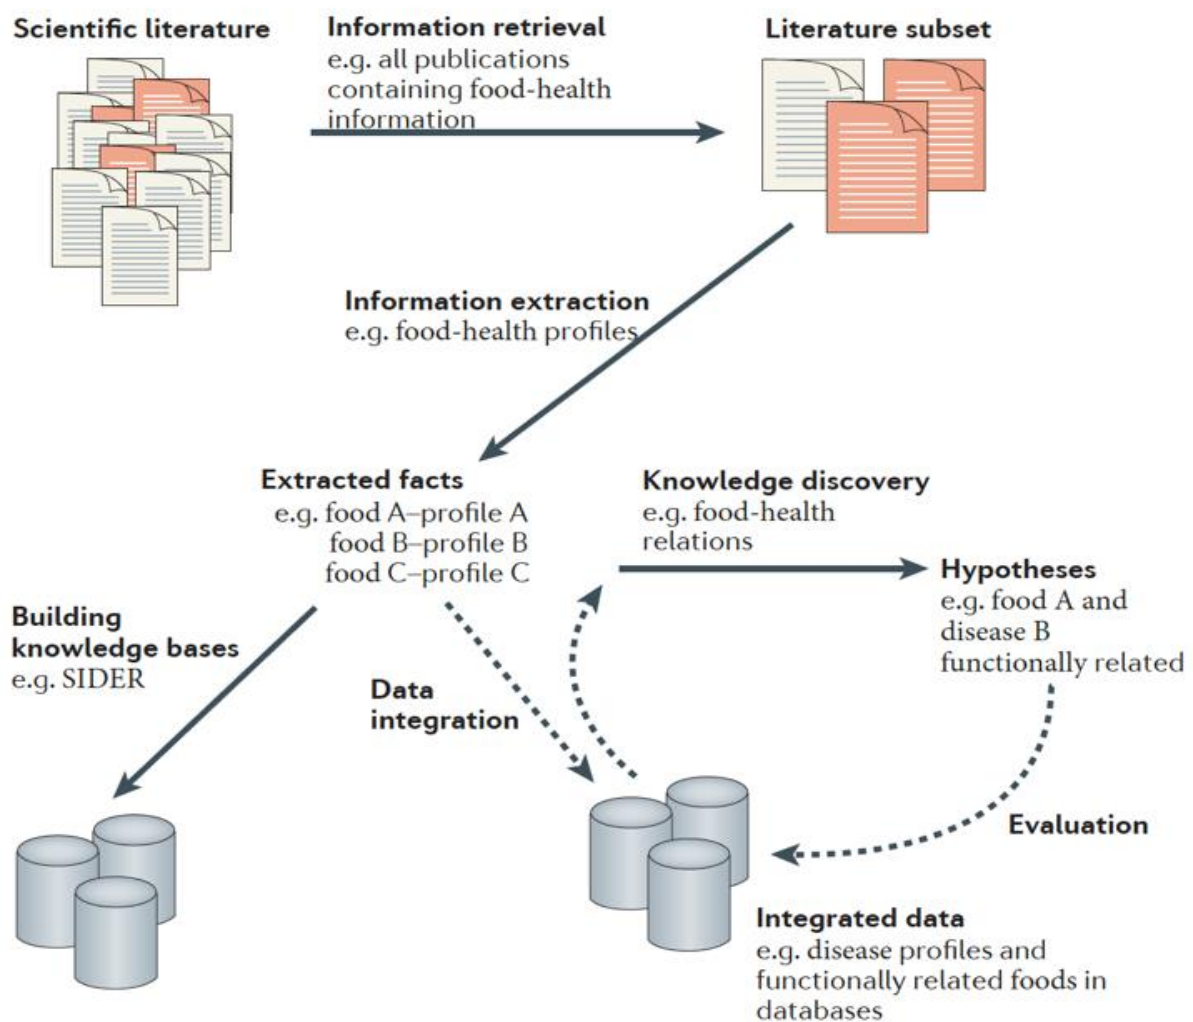 Scientific literature
Information retrieval
e.g. all publications
containing food-health
information
Literature subset
Information extraction
e.g. food-health profiles
Extracted facts
e.g. food A–profile A
food B–profile B
food C–profile C
Knowledge discovery
e.g. food-health
relations
Hypotheses
e.g. food A and
disease B
functionally related
Building
knowledge bases
e.g. SIDER
Data
integration
Evaluation
Integrated data
e.g. disease profiles and
functionally related foods in
databases